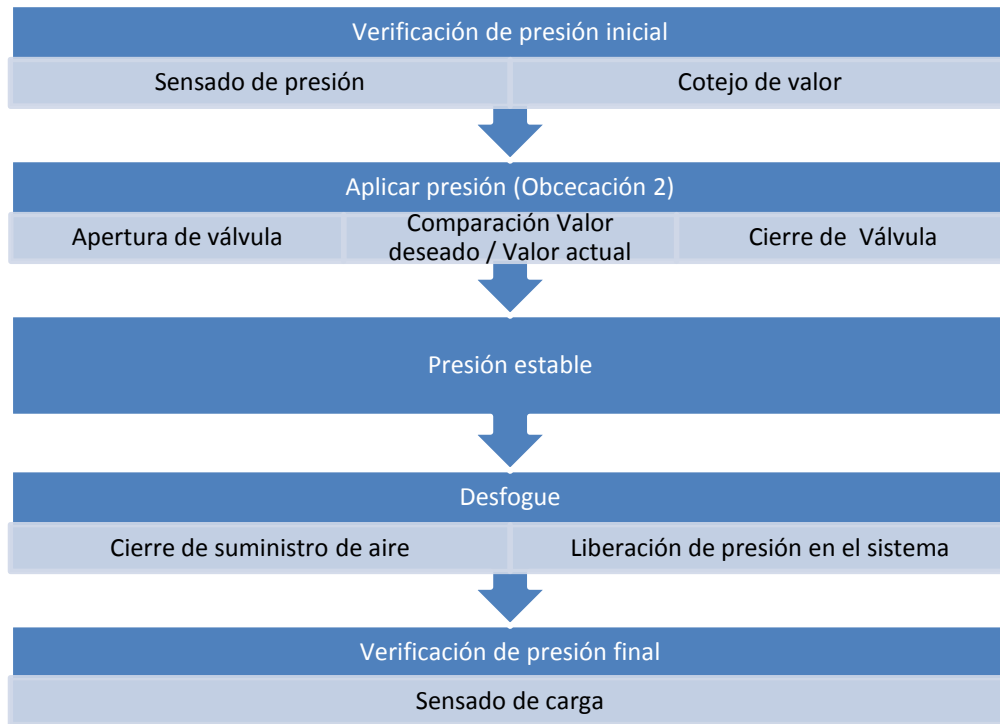 Verificación de presión inicial
Sensado de presión
Cotejo de valor
Aplicar presión (Obcecación 2)
Apertura de válvula
Comparación Valor
deseado / Valor actual
Cierre de Válvula
Presión estable
Desfogue
Cierre de suministro de aire
Liberación de presión en el sistema
Verificación de presión final
Sensado de carga